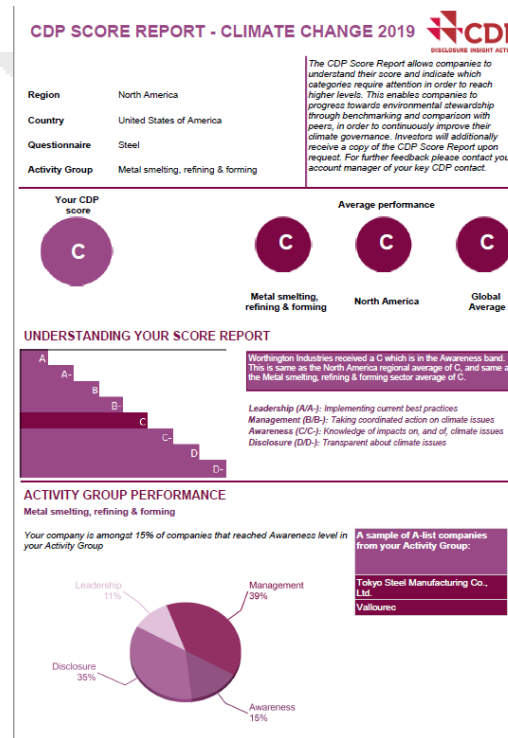 CDP SCORE REPORT - CLIMATE CHANGE 2019
CDP
DISCLOSURE INSIGHT ACTI
The CDP Score Report allows companies to
understand their score and indicate which
categories require attention in order to reach
higher levels. This enables companies to
progress towards environmental stewardship
through benchmarking and comparison with
peers, in order to continuously improve their
climate governance. Investors will additionally
receive a copy of the CDP Score Report upon
request. For further feedback please contact you
account manager of your key CDP contact.
Region North America
Country United States of America
Questionnaire Steel
Activity Group Metal smelting, refining & forming
Your CDP
score
C
Average performance
C C C
Metal smelting,
refining & forming
North America
Global
Average
UNDERSTANDING YOUR SCORE REPORT
A
A-
B
B-
C
C-
D
D-
Worthington Industries received a C which is in the Awareness band.
This is same as the North America regional average of C, and same a
the Metal smelting, refining & forming sector average of C.
Leadership (A/A-): Implementing current best practices
Management (B/B-): Taking coordinated action on climate issues
Awareness (C/C-): Knowledge of impacts on, and of, climate issues
Disclosure (D/D-): Transparent about climate issues
ACTIVITY GROUP PERFORMANCE
Metal smelting, refining & forming
Your company is amongst 15% of companies that reached Awareness level in
your Activity Group
A sample of A-list companies
from your Activity Group:
Tokyo Steel Manufacturing Co.,
Ltd.
Vallourec
Leadership
11%
Management
39%
Disclosure
35%
Awareness
15%